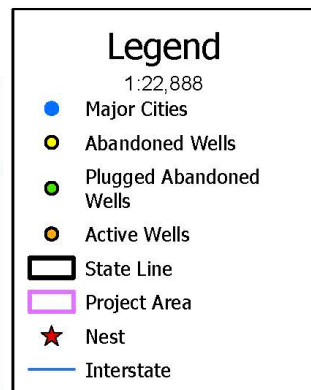 Legend
1:22,888
Major Cities
Abandoned Wells
Plugged Abandoned
Wells
Active Wells
State Line
Project Area
Nest
Interstate